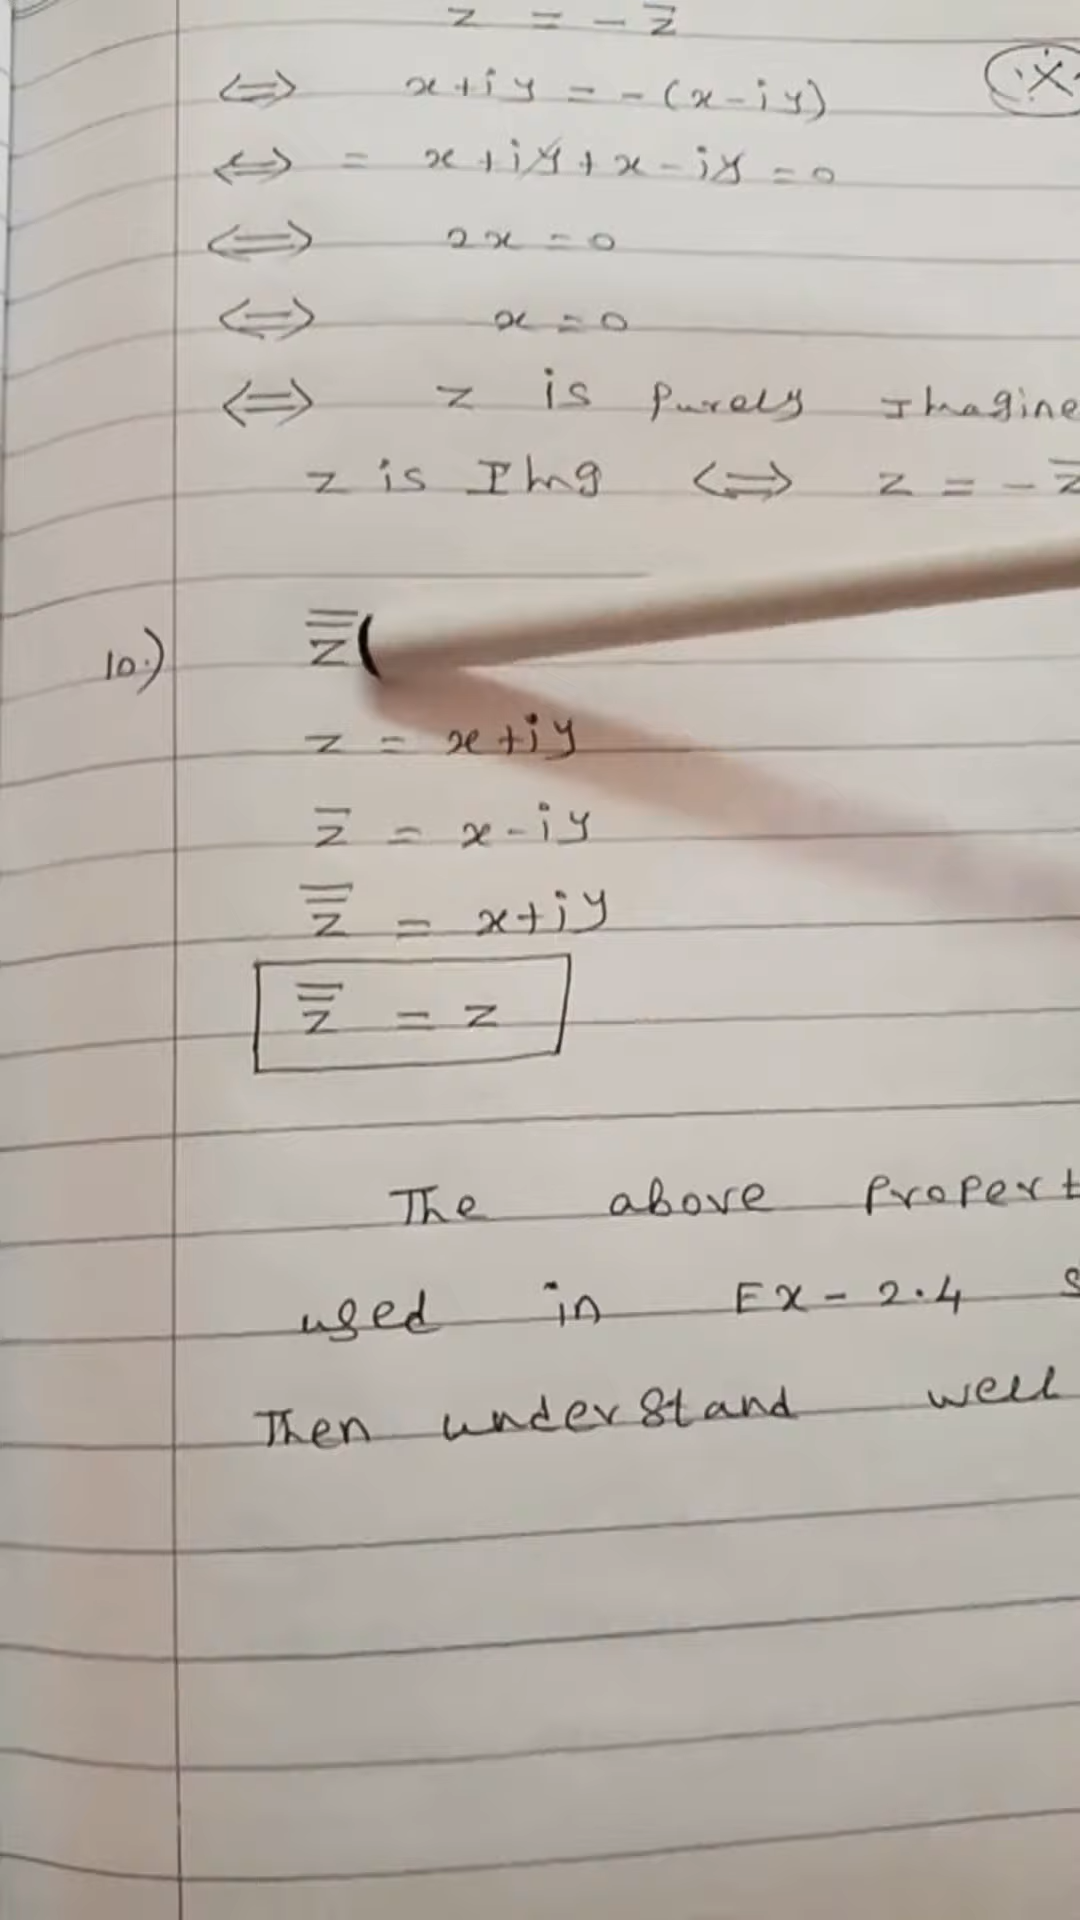 z = - z̅
⇔ x+iy = -(x-iy)
⇔ = x+iy+x-iy=0
⇔ 2x=0
⇔ x=0
⇔ z is Purely Imagine
z is Img ⇔ z = - z̅
10.) z̿
z = x+iy
z̅ = x-iy
z̿ = x+iy
z̿ = z
The above propert
used in Ex-2.4 s
Then understand well